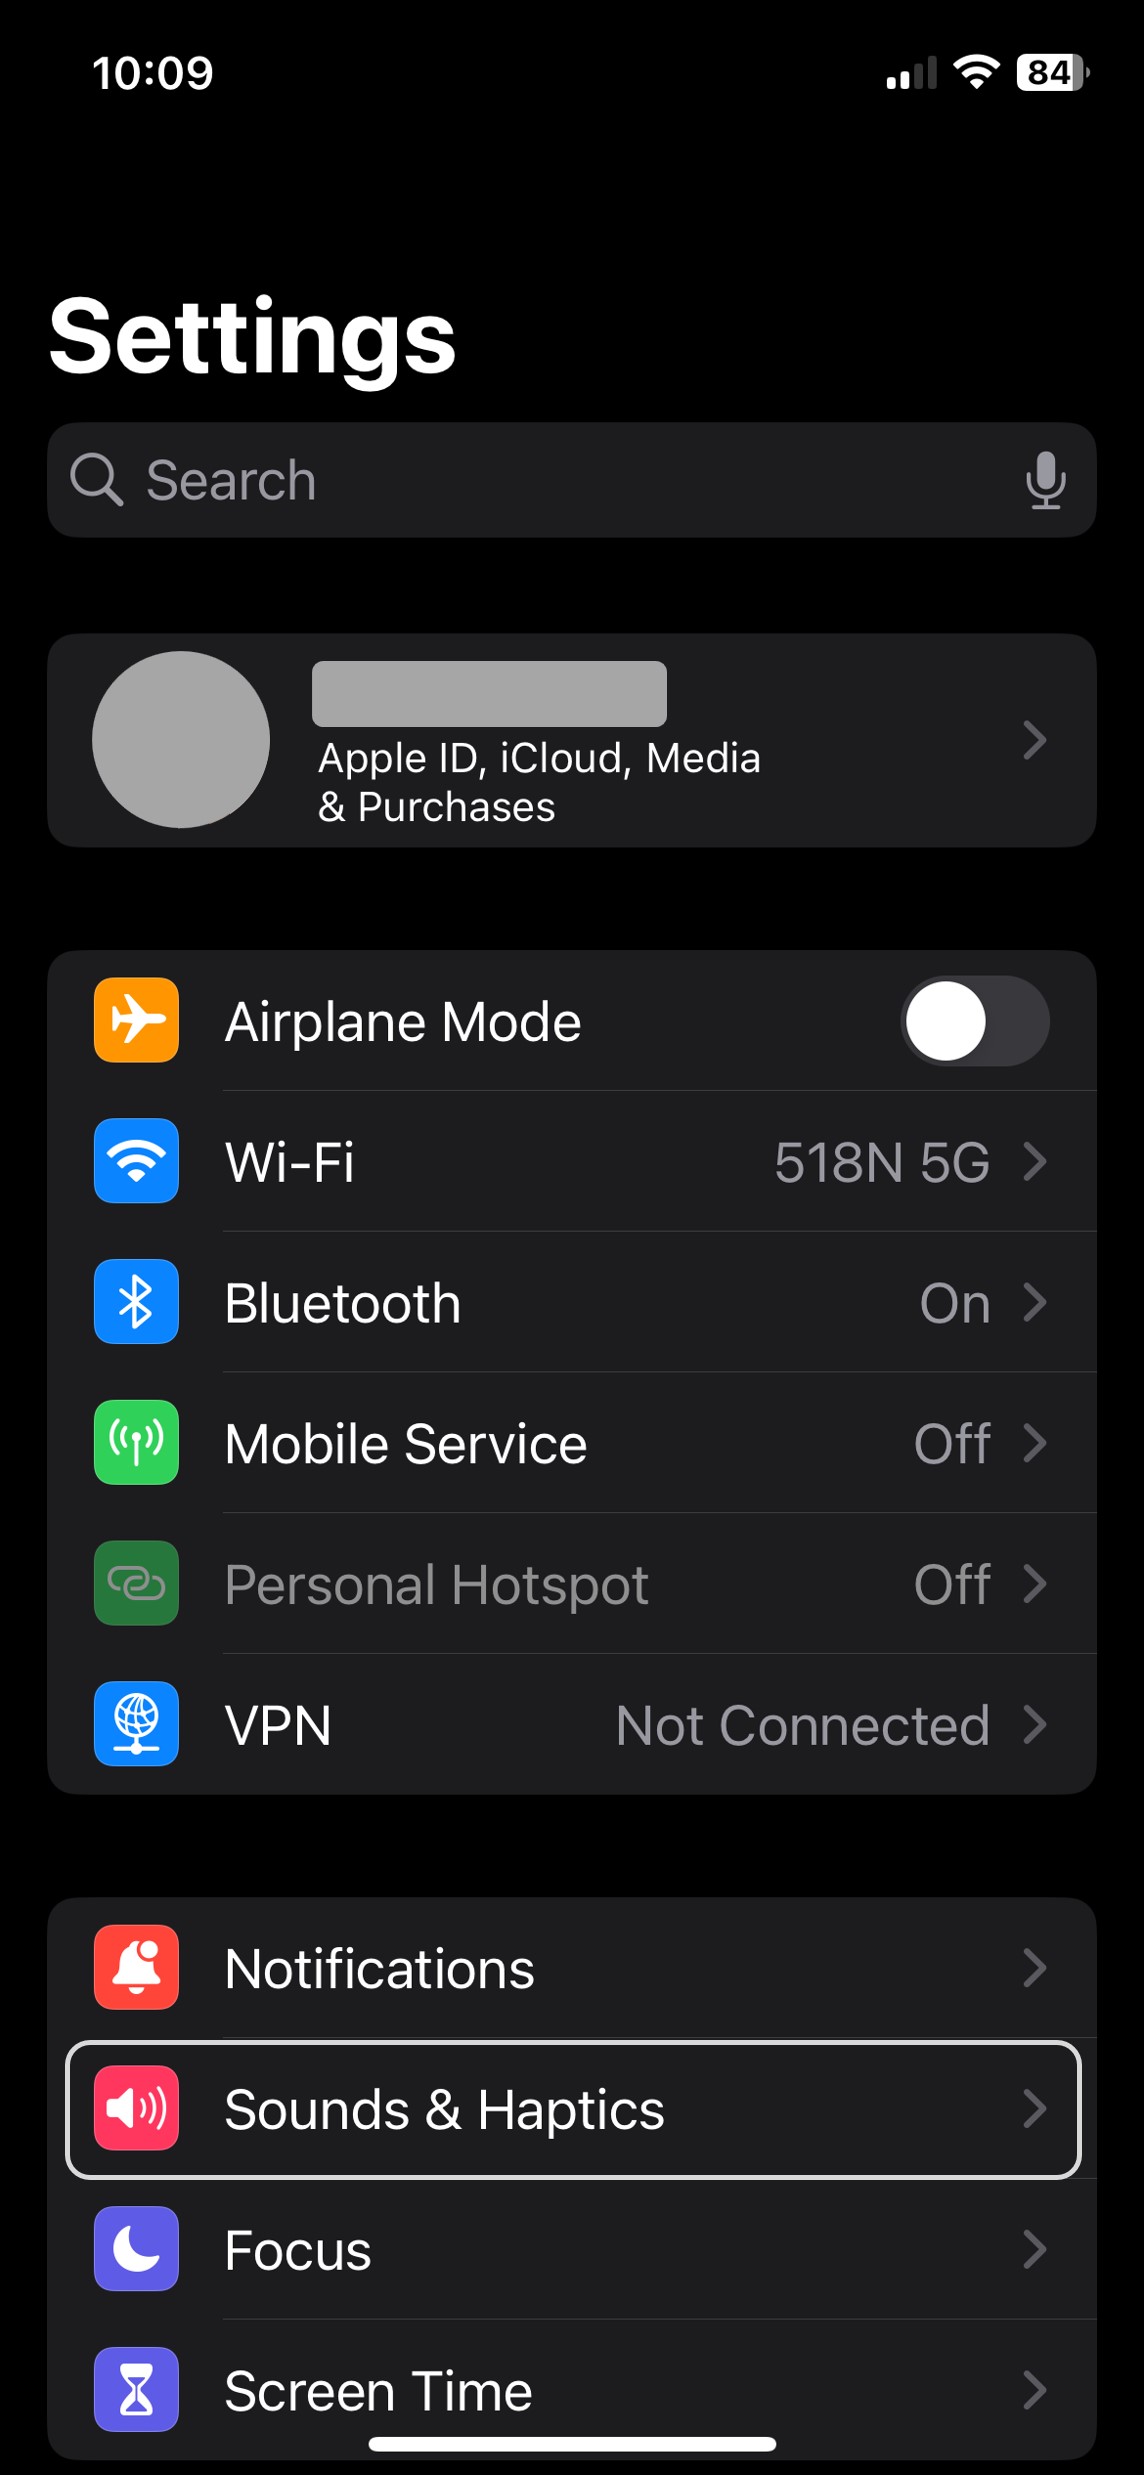 10:09
84
Settings
Search
Apple ID, iCloud, Media
& Purchases
Airplane Mode
Wi-Fi 518N 5G
Bluetooth On
Mobile Service Off
Personal Hotspot Off
VPN Not Connected
Notifications
Sounds & Haptics
Focus
Screen Time